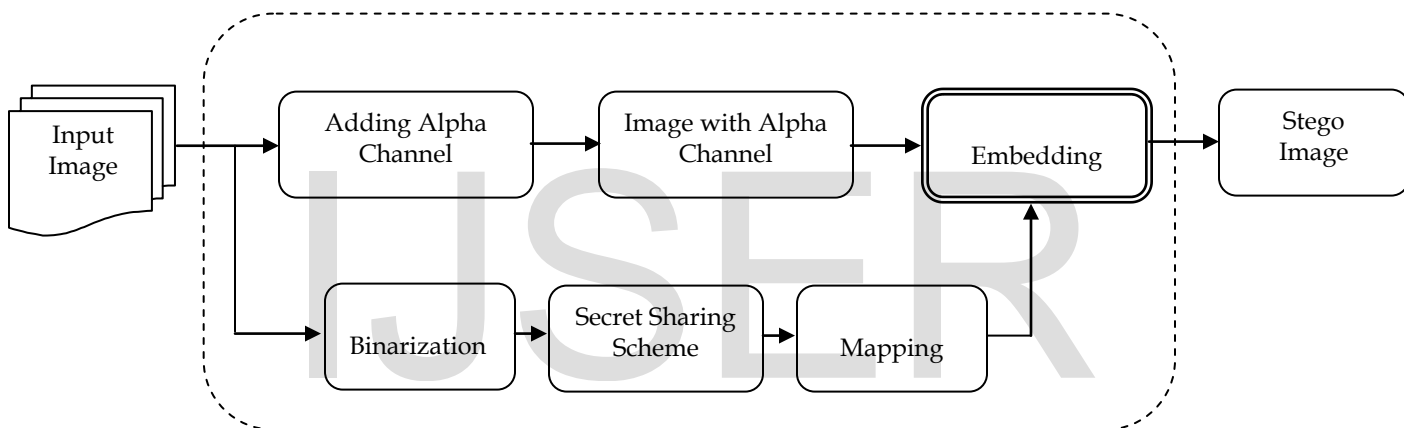 Input
Image
Adding Alpha
Channel
Image with Alpha
Channel
Embedding
Stego
Image
Binarization
Secret Sharing
Scheme
Mapping
IJSER